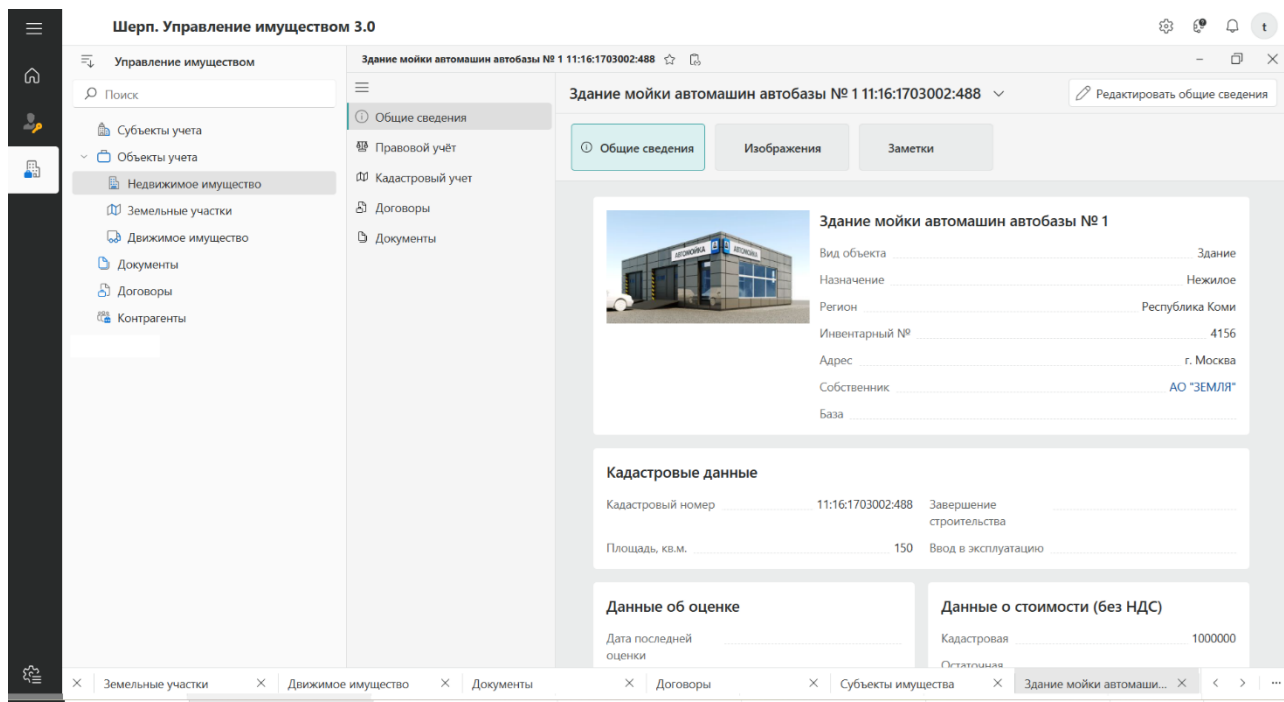 Шерп. Управление имуществом 3.0
t
Управление имуществом
Поиск
Субъекты учета
Объекты учета
Недвижимое имущество
Земельные участки
Движимое имущество
Документы
Договоры
Контрагенты
Здание мойки автомашин автобазы № 1 11:16:1703002:488
Общие сведения
Правовой учёт
Кадастровый учет
Договоры
Документы
Здание мойки автомашин автобазы № 1 11:16:1703002:488
Редактировать общие сведения
Общие сведения Изображения Заметки
АВТОМОЙКА АВТОМОЙКА
Здание мойки автомашин автобазы № 1
Вид объекта Здание
Назначение Нежилое
Регион Республика Коми
Инвентарный № 4156
Адрес г. Москва
Собственник АО "ЗЕМЛЯ"
База
Кадастровые данные
Кадастровый номер 11:16:1703002:488
Завершение
строительства
Площадь, кв.м. 150
Ввод в эксплуатацию
Данные об оценке
Дата последней
оценки
Данные о стоимости (без НДС)
Кадастровая 1000000
Остаточная
Земельные участки Движимое имущество Документы Договоры Субъекты имущества Здание мойки автомаши...